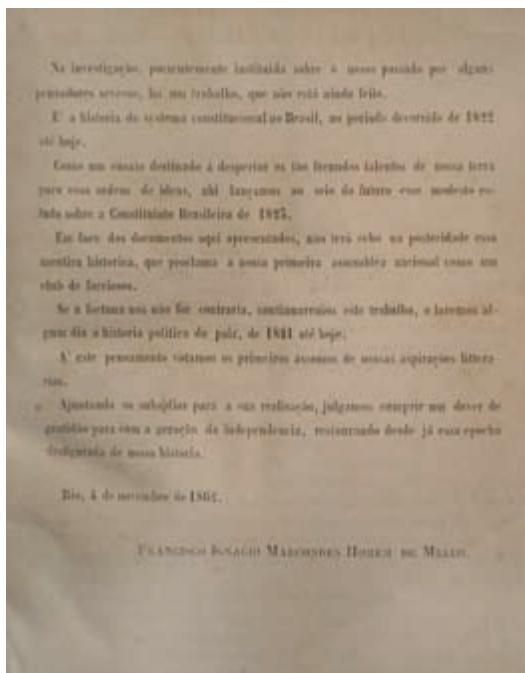 Na investigação, pacientemente instituida sobre o nosso passado por alguns
pensadores severos, ha um trabalho, que não está ainda feito.
E' a historia do systema constitucional no Brasil, no periodo decorrido de 1822
até hoje.
Como um ensaio destinado á despertar os tão fecundos talentos de nossa terra
para essa ordem de ideas, ahi lançamos ao seio do futuro esse modesto es-
tudo sobre a Constituinte Brasileira de 1823.
Em face dos documentos aqui apresentados, não terá echo na posteridade essa
mentira historica, que proclama a nossa primeira assembléa nacional como um
club de facciosos.
Se a fortuna nos não for contraria, continuaremos este trabalho, e faremos al-
gum dia a historia politica do paiz, de 1831 até hoje.
A' este pensamento votamos os primeiros assomos de nossas aspirações littera-
rias.
Ajuntando os subsidios para a sua realisação, julgamos cumprir um dever de
gratidão para com a geração da independencia, restaurando desde já essa epocha
desfigurada de nossa historia.
Rio, 4 de novembro de
FRANCISCO IGNACIO MARCONDES HOMEM DE MELLO.